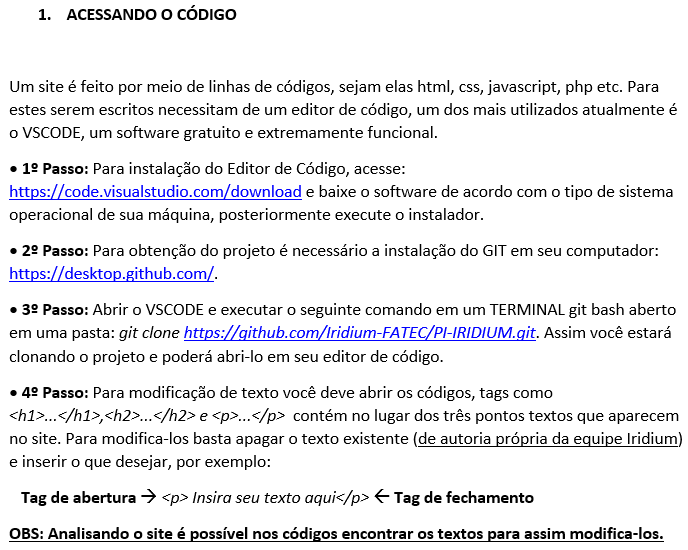 1. ACESSANDO O CÓDIGO
Um site é feito por meio de linhas de códigos, sejam elas html, css, javascript, php etc. Para
estes serem escritos necessitam de um editor de código, um dos mais utilizados atualmente é
o VSCODE, um software gratuito e extremamente funcional.
• 1º Passo: Para instalação do Editor de Código, acesse:
https://code.visualstudio.com/download e baixe o software de acordo com o tipo de sistema
operacional de sua máquina, posteriormente execute o instalador.
• 2º Passo: Para obtenção do projeto é necessário a instalação do GIT em seu computador:
https://desktop.github.com/.
• 3º Passo: Abrir o VSCODE e executar o seguinte comando em um TERMINAL git bash aberto
em uma pasta: git clone https://github.com/Iridium-FATEC/PI-IRIDIUM.git. Assim você estará
clonando o projeto e poderá abri-lo em seu editor de código.
• 4º Passo: Para modificação de texto você deve abrir os códigos, tags como
<h1>...</h1>,<h2>...</h2> e <p>...</p> contém no lugar dos três pontos textos que aparecem
no site. Para modifica-los basta apagar o texto existente (de autoria própria da equipe Iridium)
e inserir o que desejar, por exemplo:
Tag de abertura → <p> Insira seu texto aqui</p> ← Tag de fechamento
OBS: Analisando o site é possível nos códigos encontrar os textos para assim modifica-los.